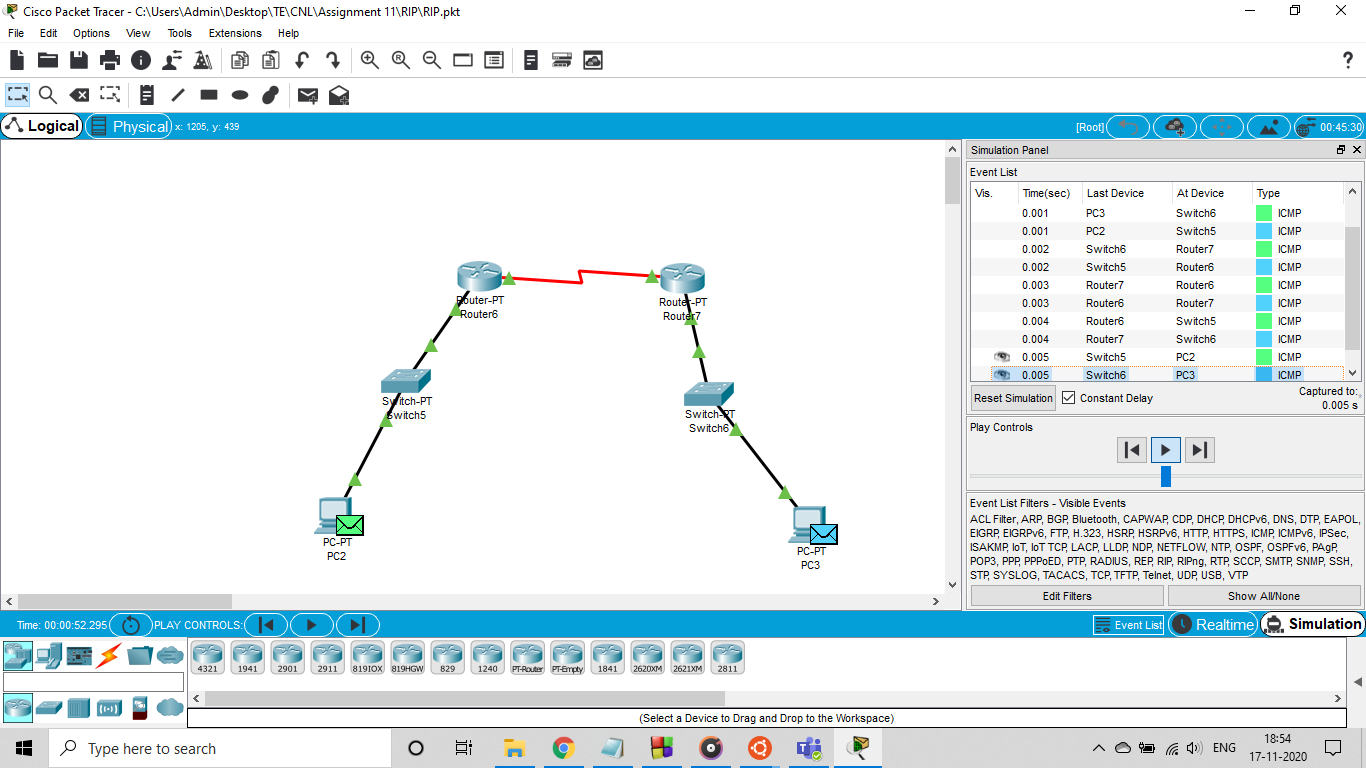 Cisco Packet Tracer - C:\Users\Admin\Desktop\TE\CNL\Assignment 11\RIP\RIP.pkt
File Edit Options View Tools Extensions Help
Logical Physical x: 1205, y: 439 [Root] 00:45:30
Simulation Panel
Event List
Vis. Time(sec) Last Device At Device Type
0.001 PC3 Switch6 ICMP
0.001 PC2 Switch5 ICMP
0.002 Switch6 Router7 ICMP
0.002 Switch5 Router6 ICMP
0.003 Router7 Router6 ICMP
0.003 Router6 Router7 ICMP
0.004 Router6 Switch5 ICMP
0.004 Router7 Switch6 ICMP
0.005 Switch5 PC2 ICMP
0.005 Switch6 PC3 ICMP
Reset Simulation Constant Delay Captured to:
0.005 s
Play Controls
Event List Filters - Visible Events
ACL Filter, ARP, BGP, Bluetooth, CAPWAP, CDP, DHCP, DHCPv6, DNS, DTP, EAPOL,
EIGRP, EIGRPv6, FTP, H.323, HSRP, HSRPv6, HTTP, HTTPS, ICMP, ICMPv6, IPSec,
ISAKMP, IoT, IoT TCP, LACP, LLDP, NDP, NETFLOW, NTP, OSPF, OSPFv6, PAgP,
POP3, PPP, PPPoED, PTP, RADIUS, REP, RIP, RIPng, RTP, SCCP, SMTP, SNMP, SSH,
STP, SYSLOG, TACACS, TCP, TFTP, Telnet, UDP, USB, VTP
Edit Filters Show All/None
Router-PT
Router6
Router-PT
Router7
Switch-PT
Switch5
Switch-PT
Switch6
PC-PT
PC2
PC-PT
PC3
Time: 00:00:52.295 PLAY CONTROLS: Event List Realtime Simulation
4321 1941 2901 2911 819IOX 819HGW 829 1240 PT-Router PT-Empty 1841 2620XM 2621XM 2811
(Select a Device to Drag and Drop to the Workspace)
Type here to search
ENG
18:54
17-11-2020